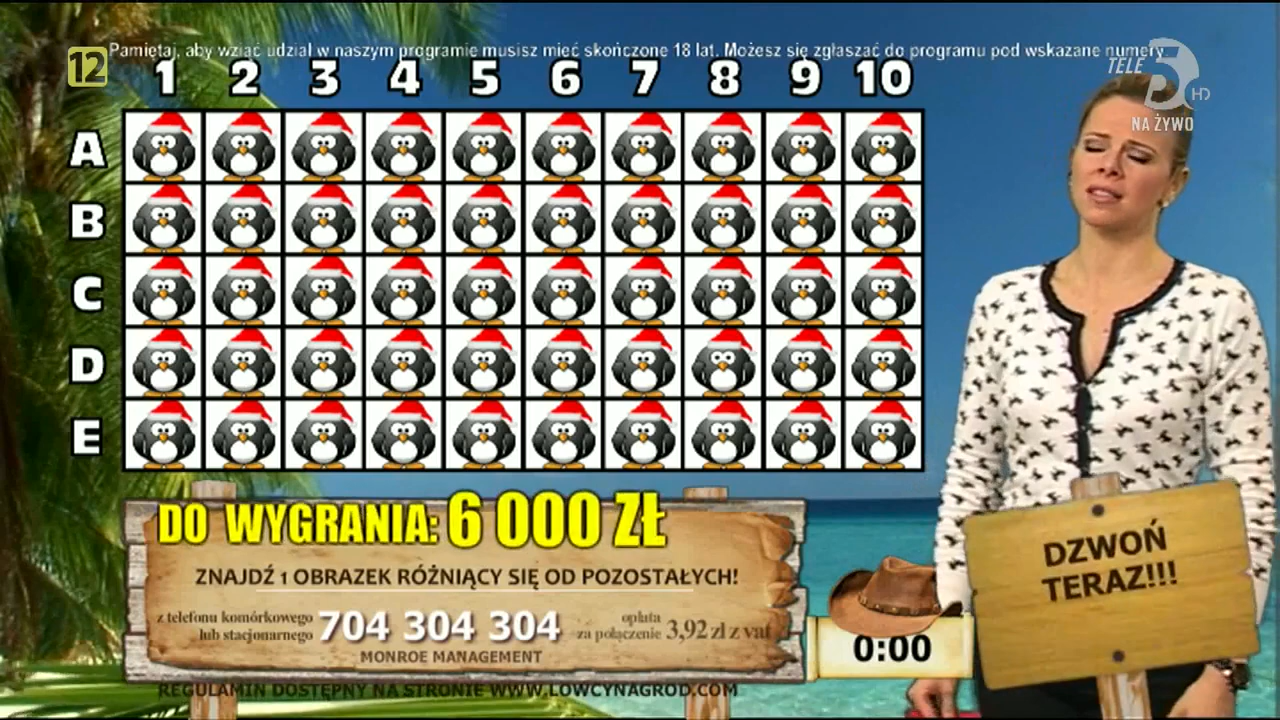 Pamiętaj, aby wziąć udział w naszym programie musisz mieć skończone 18 lat. Możesz się zgłaszać do programu pod wskazane numery.
12
TELE 5 HD
NA ŻYWO
1 2 3 4 5 6 7 8 9 10
A
B
C
D
E
DO WYGRANIA: 6 000 ZŁ
ZNAJDŹ 1 OBRAZEK RÓŻNIĄCY SIĘ OD POZOSTAŁYCH!
z telefonu komórkowego
lub stacjonarnego
704 304 304
opłata
za połączenie 3,92 zł z vat
MONROE MANAGEMENT
REGULAMIN DOSTĘPNY NA STRONIE WWW.LOWCYNAGROD.COM
0:00
DZWOŃ
TERAZ!!!